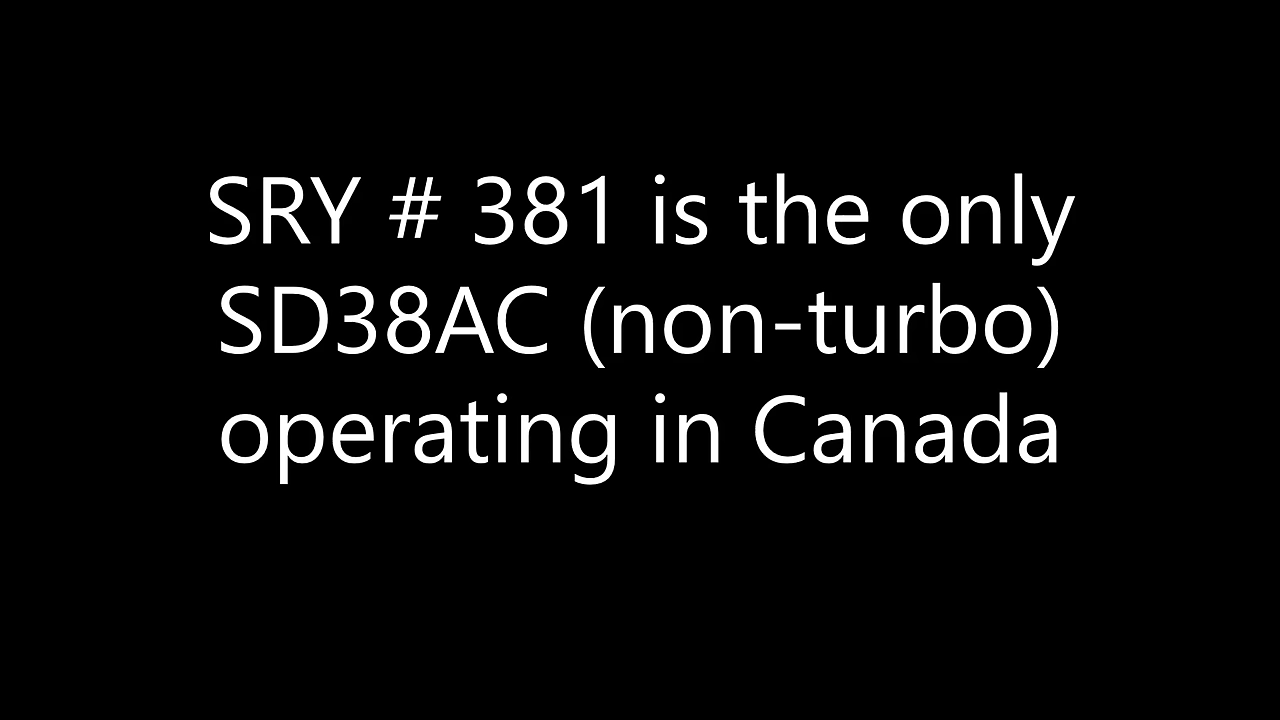 SRY # 381 is the only
SD38AC (non-turbo)
operating in Canada